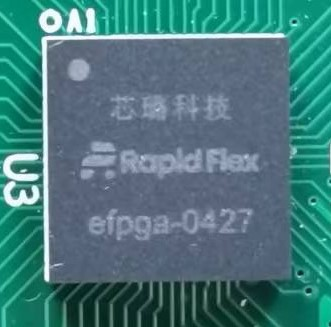 OA1
芯璐科技
Rapid Flex
efpga-0427
U3